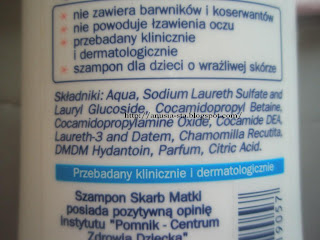 nie zawiera barwników i koserwantów
nie powoduje łzawienia oczu
przebadany klinicznie
i dermatologicznie
szampon dla dzieci o wrażliwej skórze
Składniki: Aqua, Sodium Laureth Sulfate and
Lauryl Glucoside, Cocamidopropyl Betaine,
Cocamidopropylamine Oxide, Cocamide DEA,
Laureth-3 and Datem, Chamomilla Recutita,
DMDM Hydantoin, Parfum, Citric Acid.
Przebadany klinicznie i dermatologicznie
Szampon Skarb Matki
posiada pozytywną opinię
Instytutu "Pomnik - Centrum
Zdrowia Dziecka"